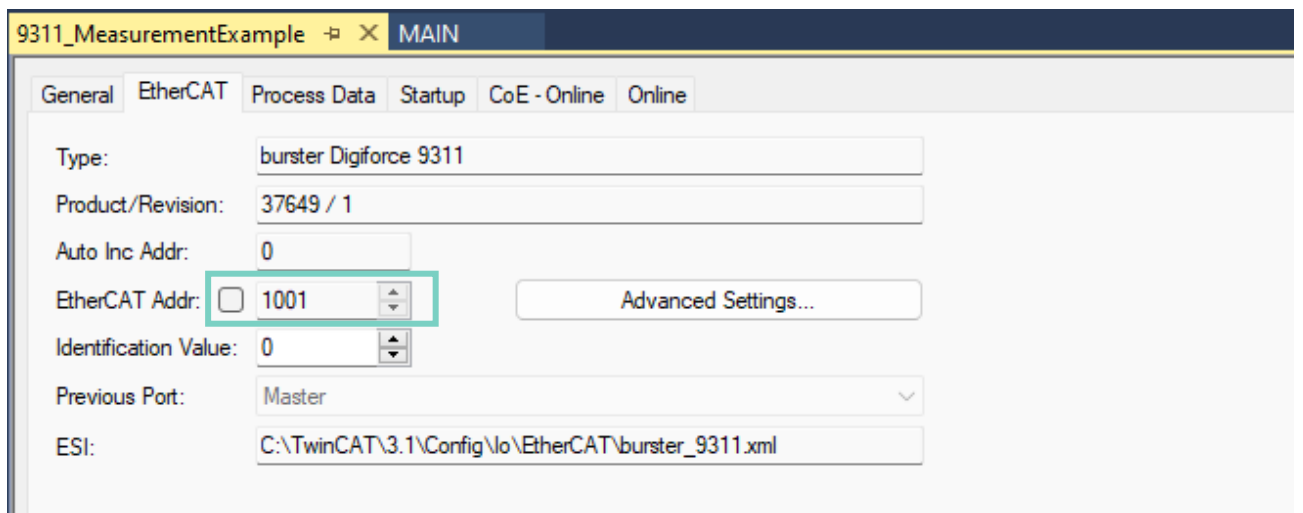 9311_MeasurementExample MAIN
General EtherCAT Process Data Startup CoE - Online Online
Type: burster Digiforce 9311
Product/Revision: 37649 / 1
Auto Inc Addr: 0
EtherCAT Addr: 1001 Advanced Settings...
Identification Value: 0
Previous Port: Master
ESI: C:\TwinCAT\3.1\Config\Io\EtherCAT\burster_9311.xml